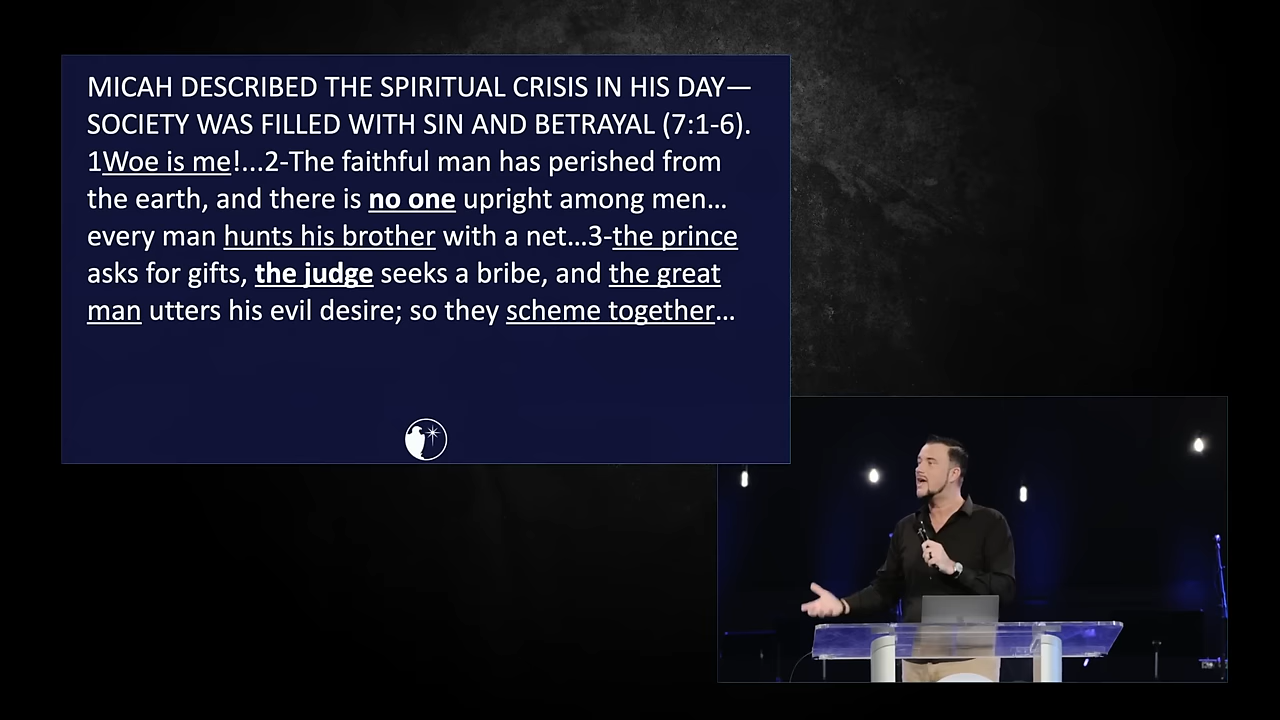 MICAH DESCRIBED THE SPIRITUAL CRISIS IN HIS DAY—
SOCIETY WAS FILLED WITH SIN AND BETRAYAL (7:1-6).
1Woe is me!...2-The faithful man has perished from
the earth, and there is no one upright among men…
every man hunts his brother with a net…3-the prince
asks for gifts, the judge seeks a bribe, and the great
man utters his evil desire; so they scheme together…